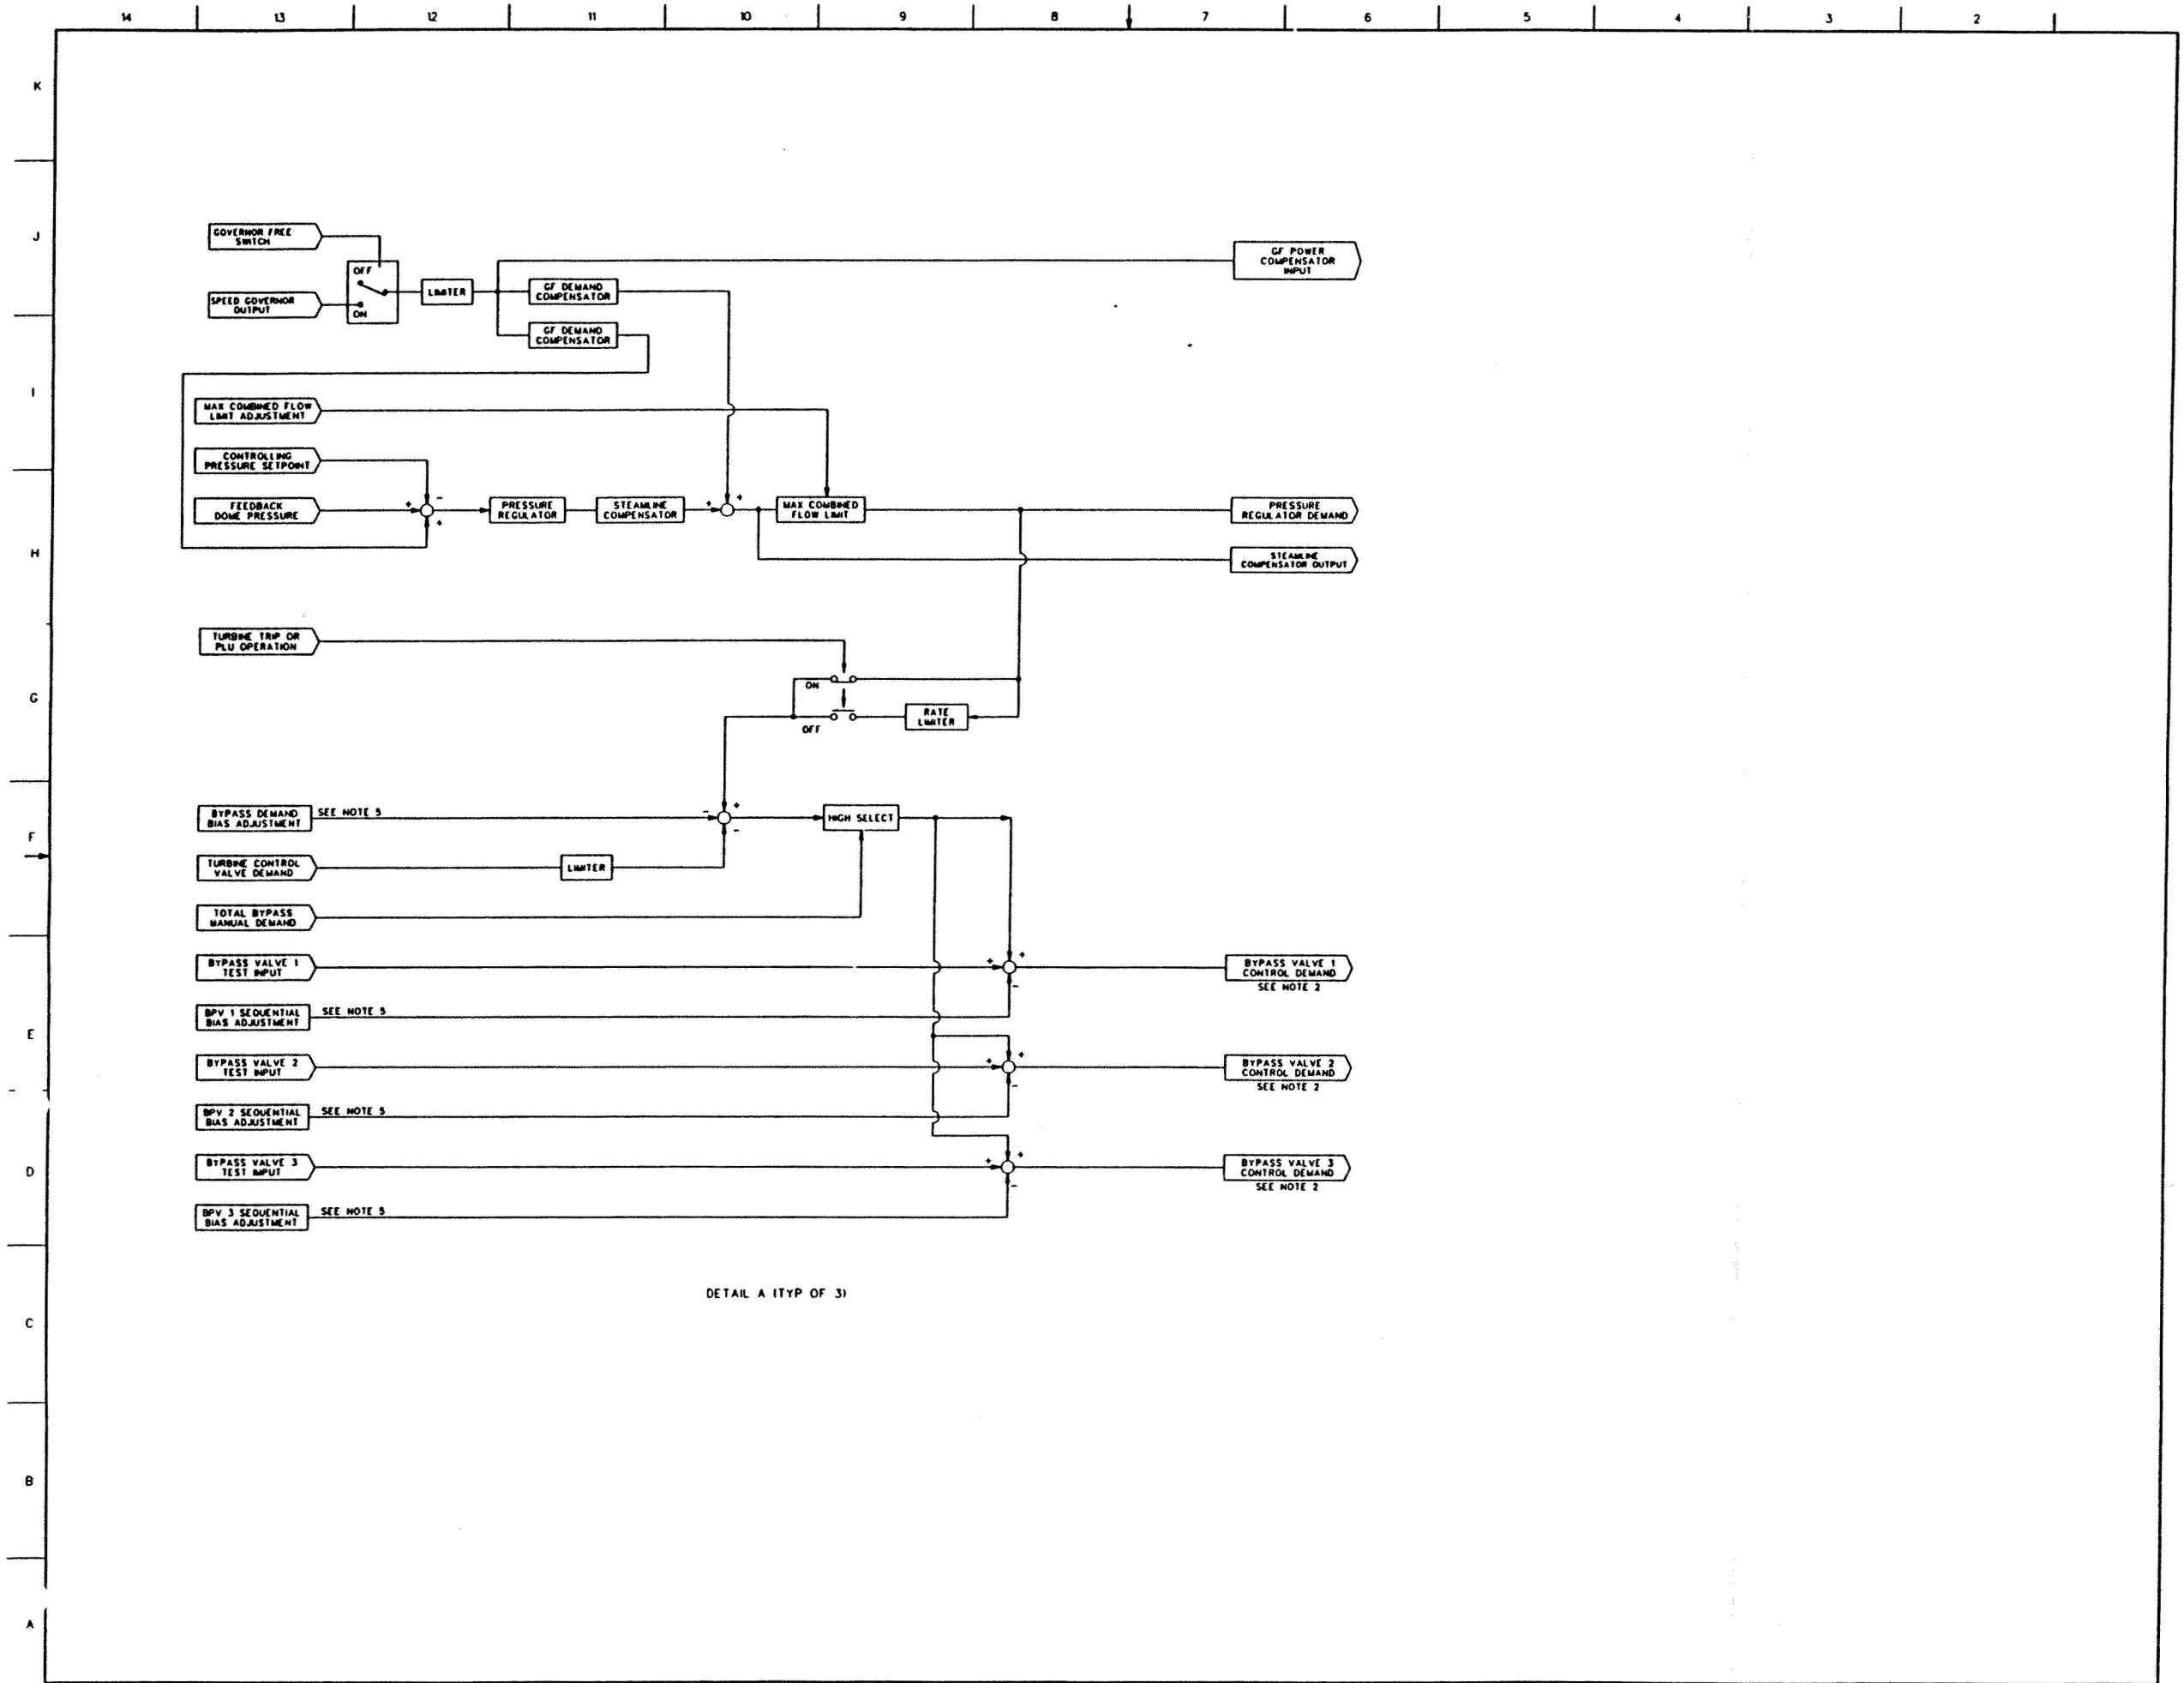 14 13 12 11 10 9 8 7 6 5 4 3 2
K
J
I
H
G
F
E
D
C
B
A
GOVERNOR FREE
SWITCH
OFF
ON
SPEED GOVERNOR
OUTPUT
LIMITER
GF DEMAND
COMPENSATOR
GF DEMAND
COMPENSATOR
GF POWER
COMPENSATOR
INPUT
MAX COMBINED FLOW
LIMIT ADJUSTMENT
CONTROLLING
PRESSURE SETPOINT
FEEDBACK
DOME PRESSURE
+
-
+
PRESSURE
REGULATOR
STEAMLINE
COMPENSATOR
+
+
MAX COMBINED
FLOW LIMIT
PRESSURE
REGULATOR DEMAND
STEAMLINE
COMPENSATOR OUTPUT
TURBINE TRIP OR
PLU OPERATION
ON
OFF
RATE
LIMITER
BYPASS DEMAND
BIAS ADJUSTMENT
SEE NOTE 5
-
+
-
HIGH SELECT
TURBINE CONTROL
VALVE DEMAND
LIMITER
TOTAL BYPASS
MANUAL DEMAND
BYPASS VALVE 1
TEST INPUT
+
+
-
BYPASS VALVE 1
CONTROL DEMAND
SEE NOTE 2
BPV 1 SEQUENTIAL
BIAS ADJUSTMENT
SEE NOTE 5
BYPASS VALVE 2
TEST INPUT
+
+
-
BYPASS VALVE 2
CONTROL DEMAND
SEE NOTE 2
BPV 2 SEQUENTIAL
BIAS ADJUSTMENT
SEE NOTE 5
BYPASS VALVE 3
TEST INPUT
+
+
-
BYPASS VALVE 3
CONTROL DEMAND
SEE NOTE 2
BPV 3 SEQUENTIAL
BIAS ADJUSTMENT
SEE NOTE 5
DETAIL A (TYP OF 3)